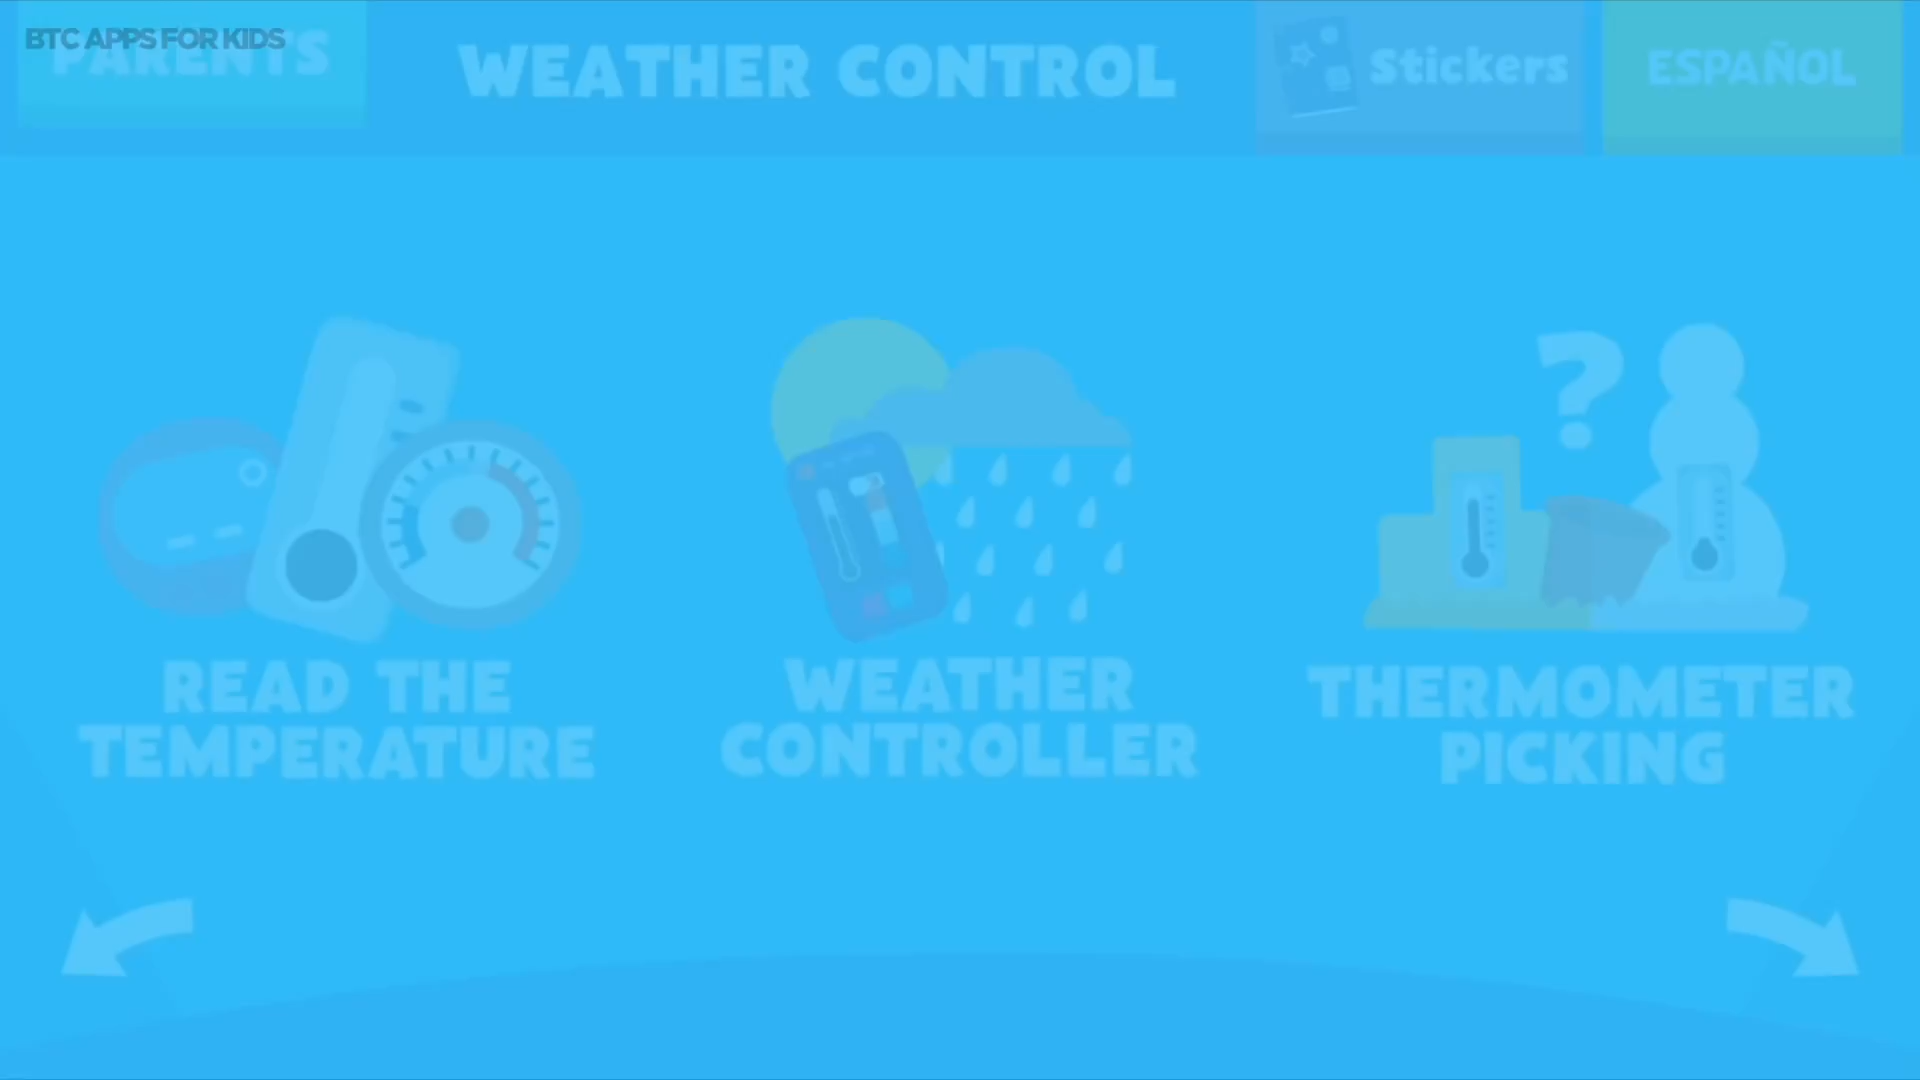 BTC APPS FOR KIDS
PARENTS
WEATHER CONTROL
Stickers
ESPAÑOL
READ THE
TEMPERATURE
WEATHER
CONTROLLER
?
THERMOMETER
PICKING